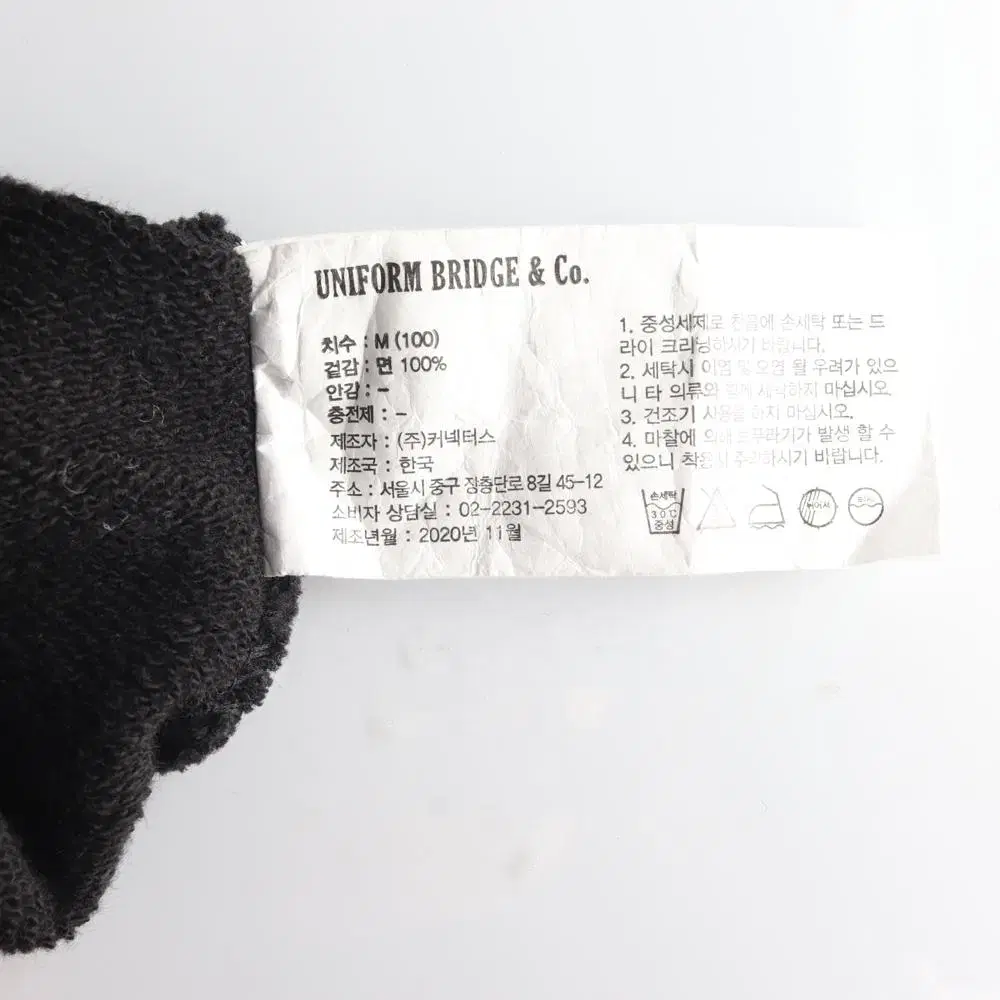 UNIFORM BRIDGE & Co.
치수 : M (100)
겉감 : 면 100%
안감 : -
충전제 : -
제조자 : (주)커넥터스
제조국 : 한국
주소 : 서울시 중구 장충단로 8길 45-12
소비자 상담실 : 02-2231-2593
제조년월 : 2020년 11월
1. 중성세제로 찬물에 손세탁 또는 드
라이 크리닝하시기 바랍니다.
2. 세탁시 이염 및 오염 될 우려가 있으
니 타 의류와 함께 세탁하지 마십시오.
3. 건조기 사용을 하지 마십시오.
4. 마찰에 의해 보푸라기가 발생 할 수
있으니 착용시 주의하시기 바랍니다.
손세탁
30℃
중성
뉘어서